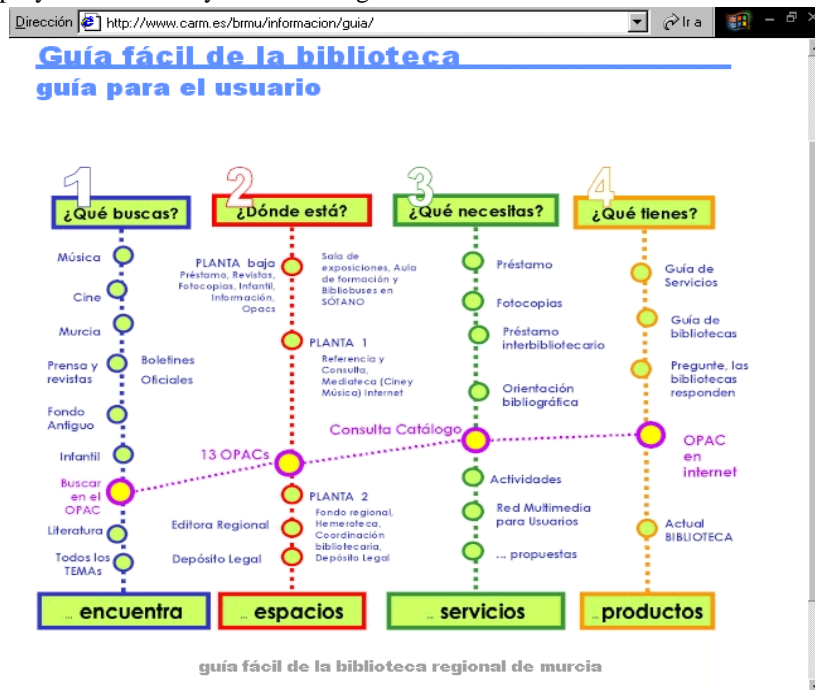 Dirección http://www.carm.es/brmu/informacion/guia/ Ir a
Guía fácil de la biblioteca
guía para el usuario
1
¿Qué buscas?
Música
Cine
Murcia
Prensa y
revistas
Boletines
Oficiales
Fondo
Antiguo
Infantil
Buscar
en el
OPAC
Literatura
Todos los
TEMAs
... encuentra
2
¿Dónde está?
PLANTA baja
Préstamo, Revistas,
Fotocopias, Infantil,
Información,
Opacs
Sala de
exposiciones, Aula
de formación y
Bibliobuses en
SÓTANO
PLANTA 1
Referencia y
Consulta,
Mediateca (Cine y
Música) Internet
13 OPACs
PLANTA 2
Fondo regional,
Hemeroteca,
Coordinación
bibliotecaria,
Depósito Legal
Editora Regional
Depósito Legal
... espacios
3
¿Qué necesitas?
Préstamo
Fotocopias
Préstamo
interbibliotecario
Orientación
bibliográfica
Consulta Catálogo
Actividades
Red Multimedia
para Usuarios
... propuestas
... servicios
4
¿Qué tienes?
Guía de
Servicios
Guía de
bibliotecas
Pregunte, las
bibliotecas
responden
OPAC
en
internet
Actual
BIBLIOTECA
... productos
guía fácil de la biblioteca regional de murcia